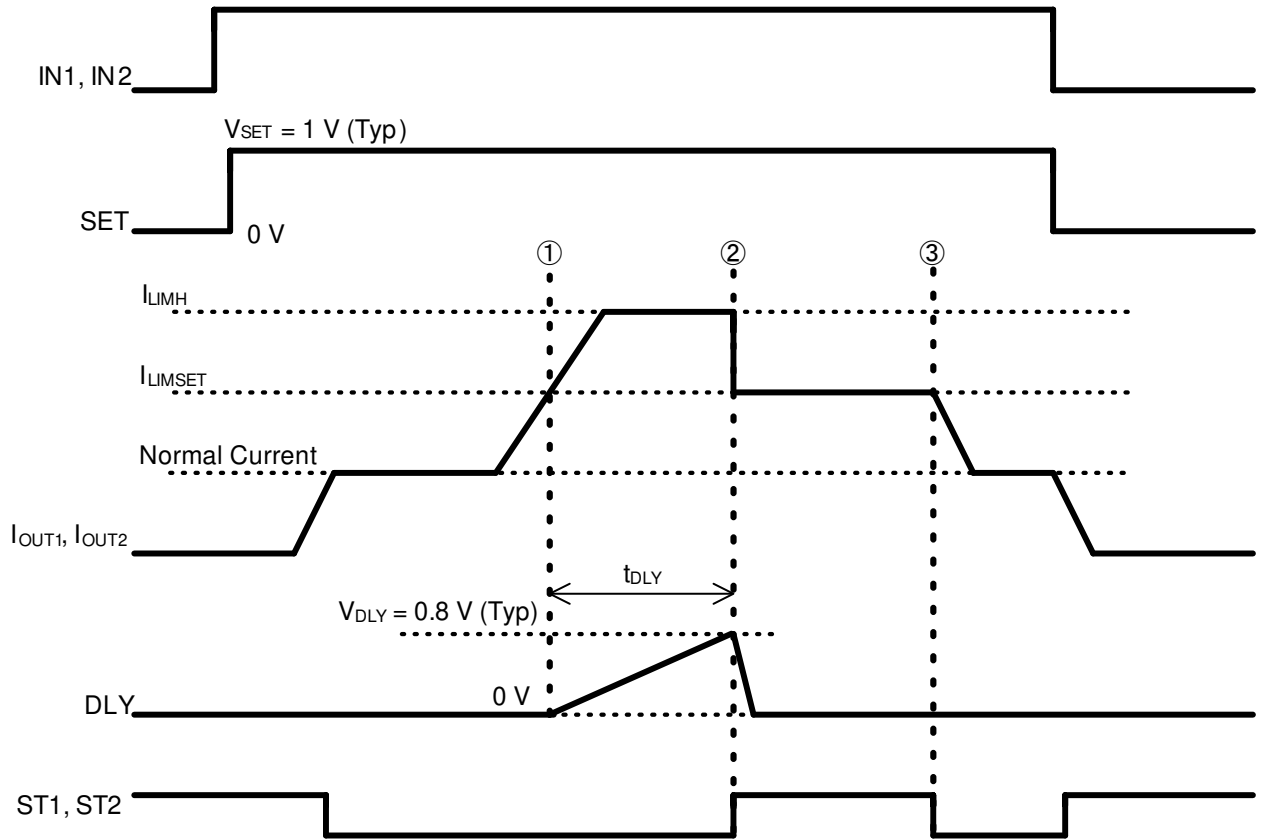 IN1, IN2
VSET = 1 V (Typ)
SET
0 V
① ② ③
ILIMH
ILIMSET
Normal Current
IOUT1, IOUT2
tDLY
VDLY = 0.8 V (Typ)
0 V
DLY
ST1, ST2